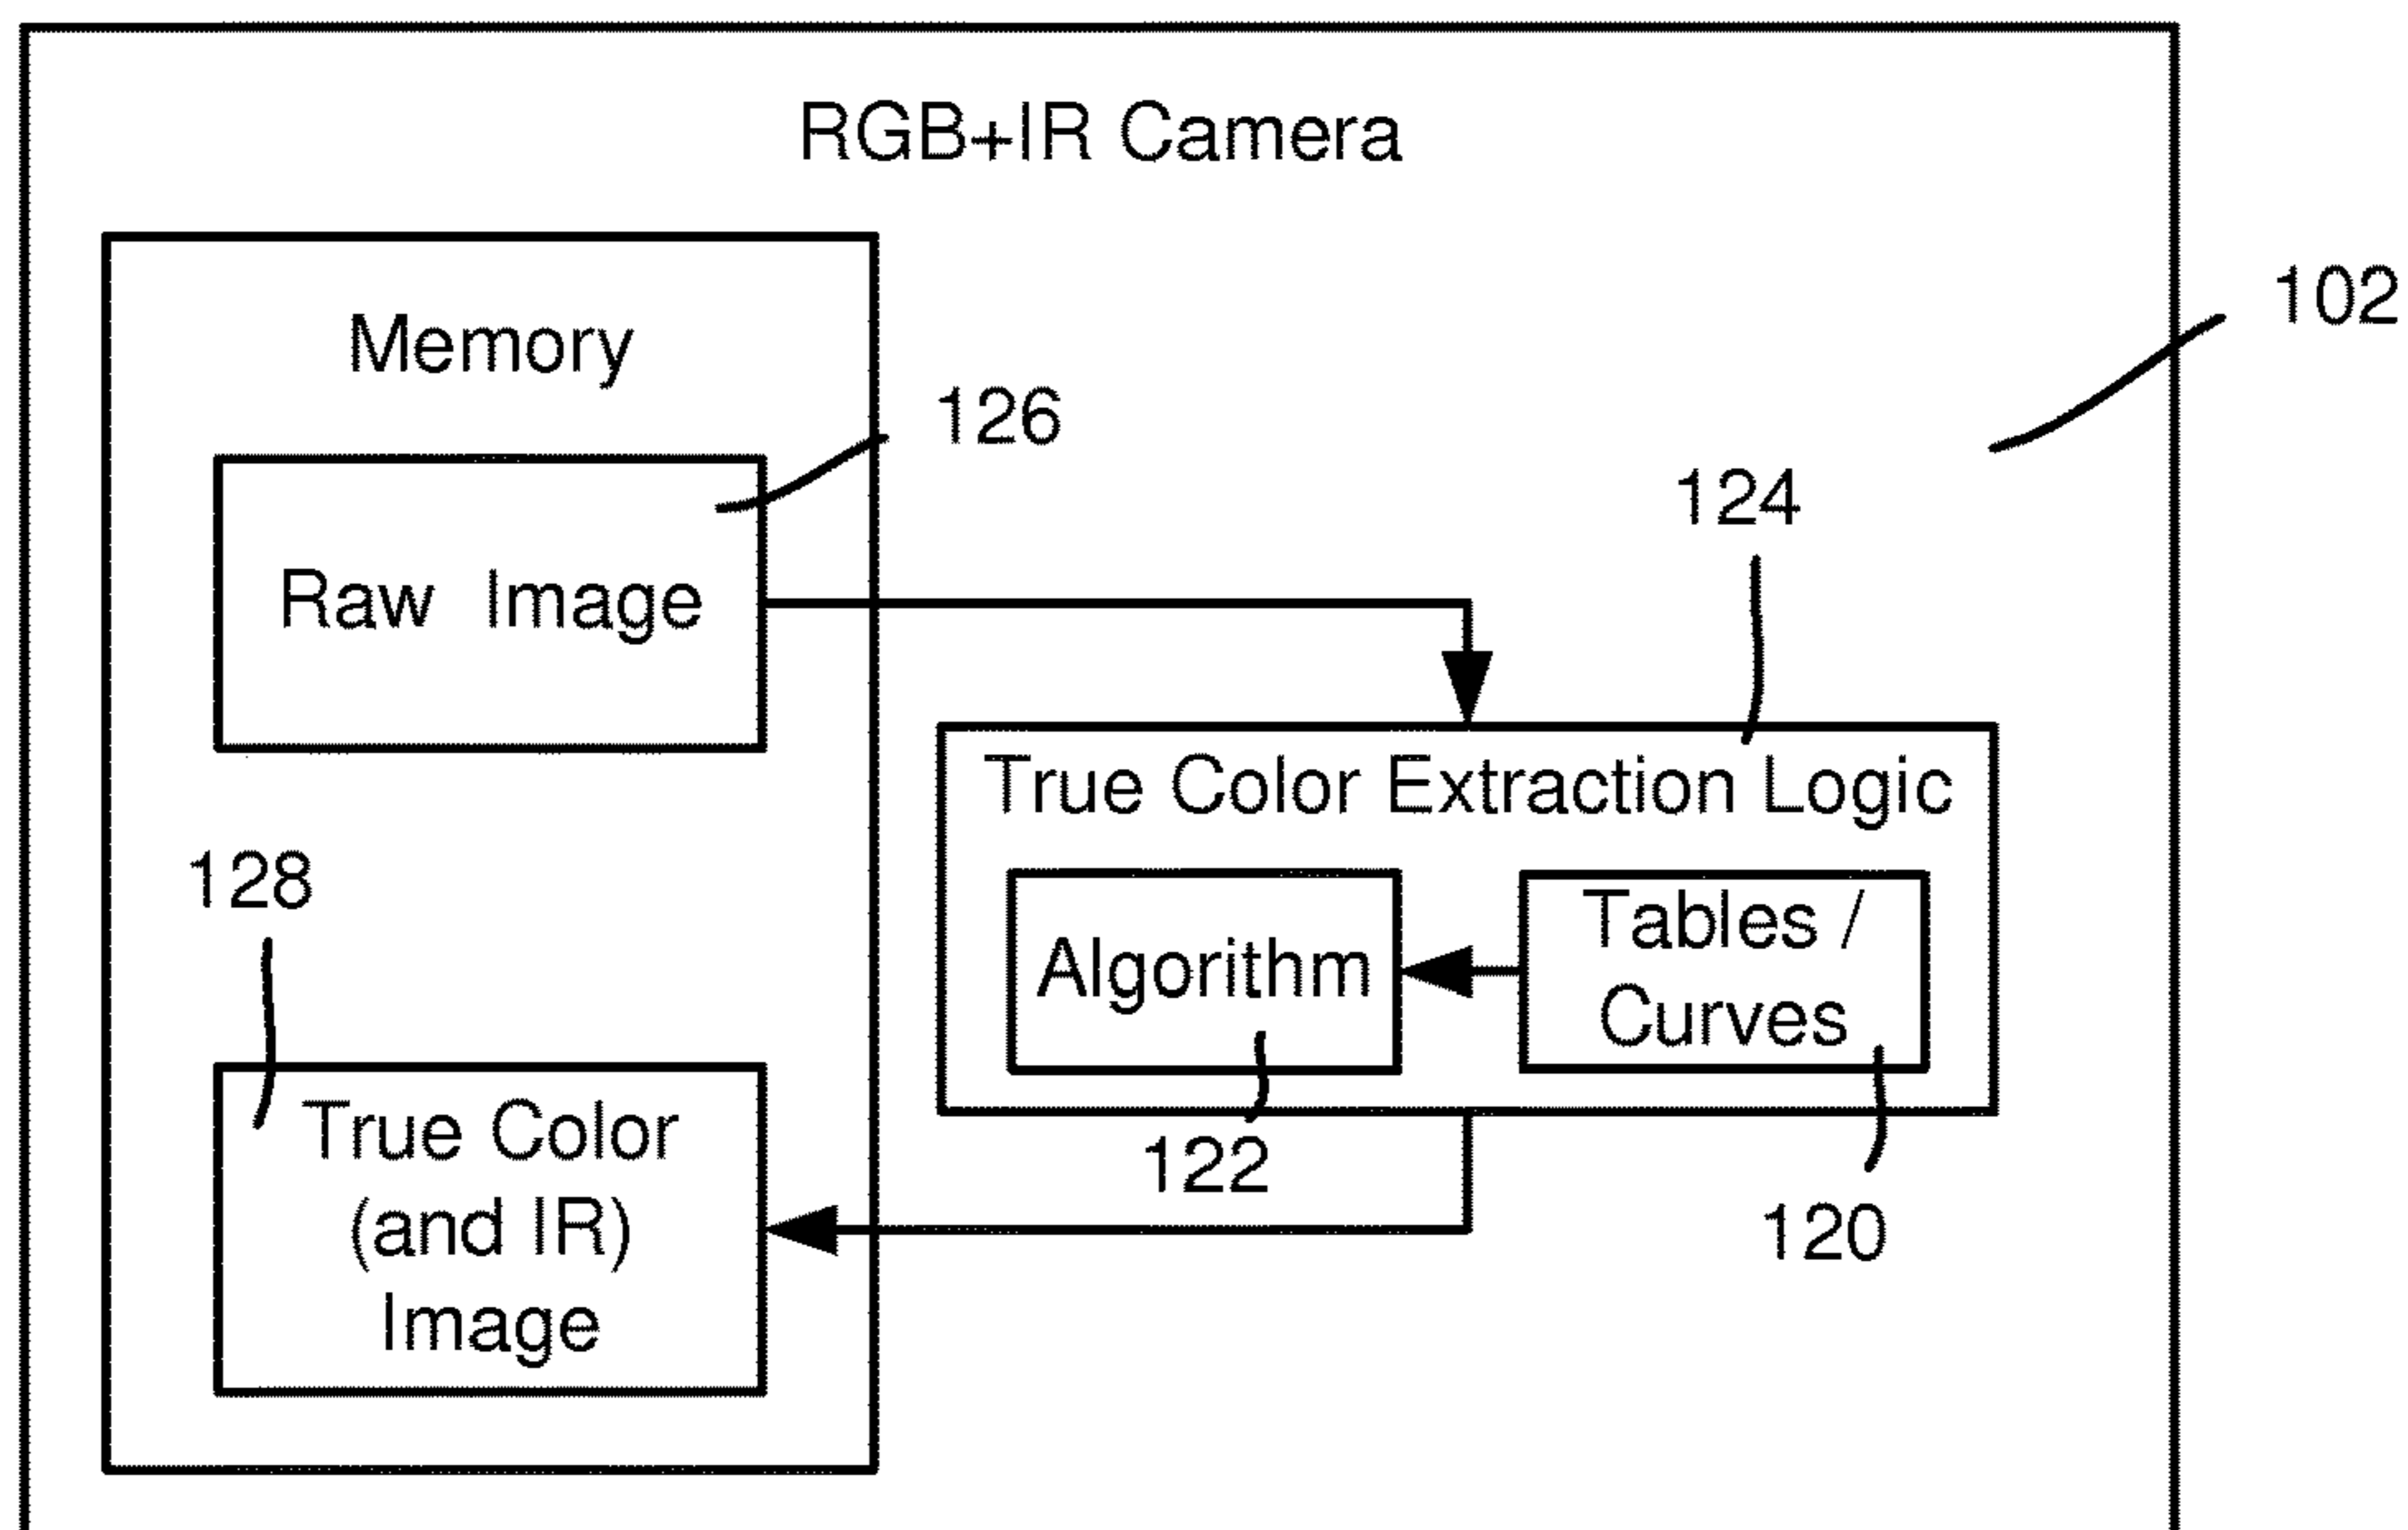 RGB+IR Camera
102
Memory
126
Raw Image
124
True Color Extraction Logic
Algorithm
Tables /
Curves
122
120
128
True Color
(and IR)
Image